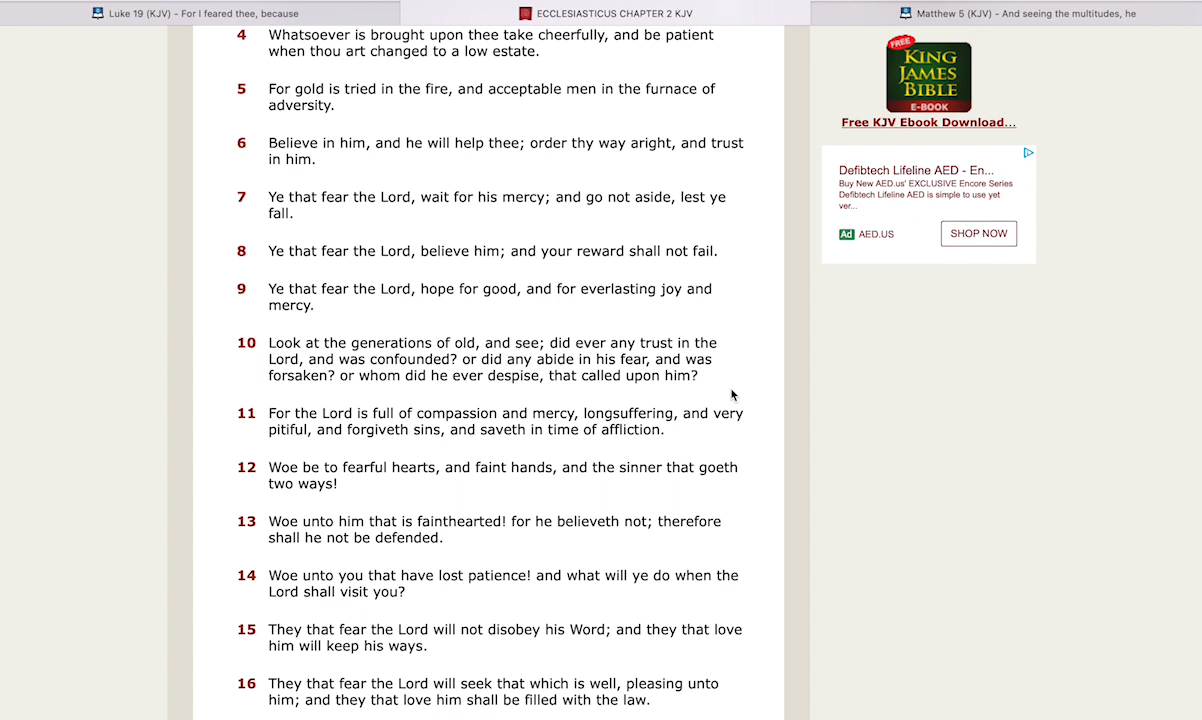 Luke 19 (KJV) - For I feared thee, because
ECCLESIASTICUS CHAPTER 2 KJV
Matthew 5 (KJV) - And seeing the multitudes, he
4 Whatsoever is brought upon thee take cheerfully, and be patient
when thou art changed to a low estate.
5 For gold is tried in the fire, and acceptable men in the furnace of
adversity.
6 Believe in him, and he will help thee; order thy way aright, and trust
in him.
7 Ye that fear the Lord, wait for his mercy; and go not aside, lest ye
fall.
8 Ye that fear the Lord, believe him; and your reward shall not fail.
9 Ye that fear the Lord, hope for good, and for everlasting joy and
mercy.
10 Look at the generations of old, and see; did ever any trust in the
Lord, and was confounded? or did any abide in his fear, and was
forsaken? or whom did he ever despise, that called upon him?
11 For the Lord is full of compassion and mercy, longsuffering, and very
pitiful, and forgiveth sins, and saveth in time of affliction.
12 Woe be to fearful hearts, and faint hands, and the sinner that goeth
two ways!
13 Woe unto him that is fainthearted! for he believeth not; therefore
shall he not be defended.
14 Woe unto you that have lost patience! and what will ye do when the
Lord shall visit you?
15 They that fear the Lord will not disobey his Word; and they that love
him will keep his ways.
16 They that fear the Lord will seek that which is well, pleasing unto
him; and they that love him shall be filled with the law.
FREE
KING
JAMES
BIBLE
E-BOOK
Free KJV Ebook Download...
Defibtech Lifeline AED - En...
Buy New AED.us' EXCLUSIVE Encore Series
Defibtech Lifeline AED is simple to use yet
ver...
Ad AED.US
SHOP NOW